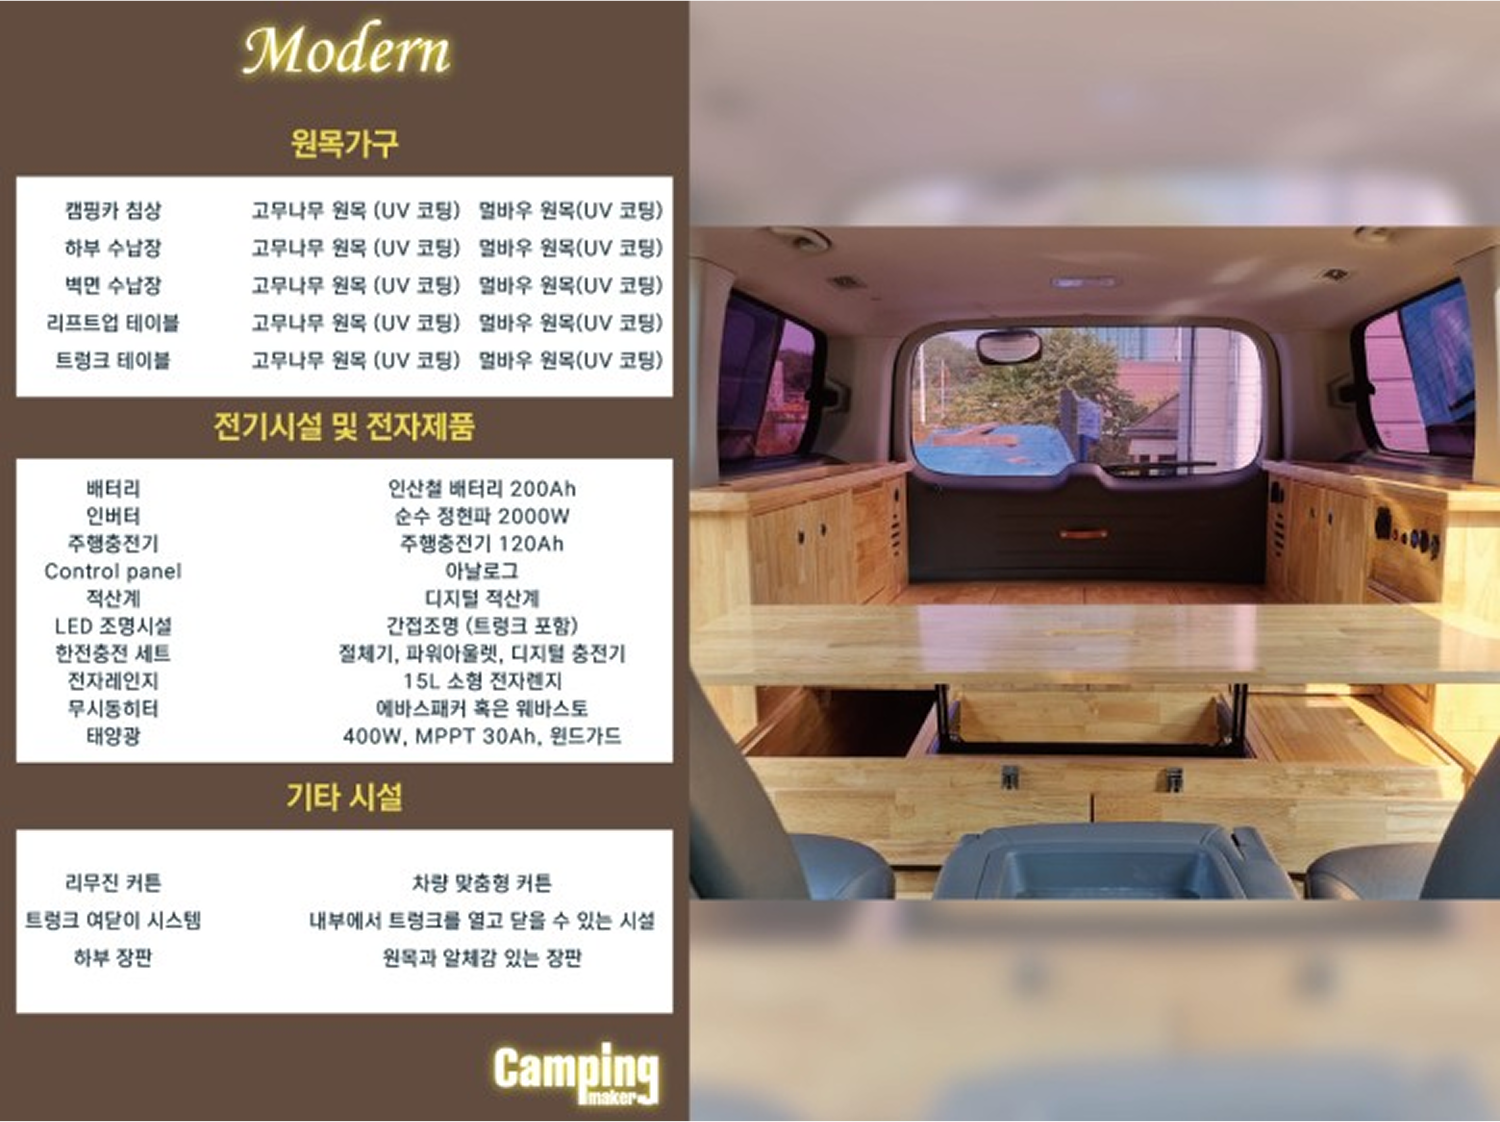 Modern
원목가구
캠핑카 침상 고무나무 원목 (UV 코팅) 멀바우 원목(UV 코팅)
하부 수납장 고무나무 원목 (UV 코팅) 멀바우 원목(UV 코팅)
벽면 수납장 고무나무 원목 (UV 코팅) 멀바우 원목(UV 코팅)
리프트업 테이블 고무나무 원목 (UV 코팅) 멀바우 원목(UV 코팅)
트렁크 테이블 고무나무 원목 (UV 코팅) 멀바우 원목(UV 코팅)
전기시설 및 전자제품
배터리 인산철 배터리 200Ah
인버터 순수 정현파 2000W
주행충전기 주행충전기 120Ah
Control panel 아날로그
적산계 디지털 적산계
LED 조명시설 간접조명 (트렁크 포함)
한전충전 세트 절체기, 파워아울렛, 디지털 충전기
전자레인지 15L 소형 전자렌지
무시동히터 에바스패커 혹은 웨바스토
태양광 400W, MPPT 30Ah, 윈드가드
기타 시설
리무진 커튼 차량 맞춤형 커튼
트렁크 여닫이 시스템 내부에서 트렁크를 열고 닫을 수 있는 시설
하부 장판 원목과 알체감 있는 장판
Camping
maker